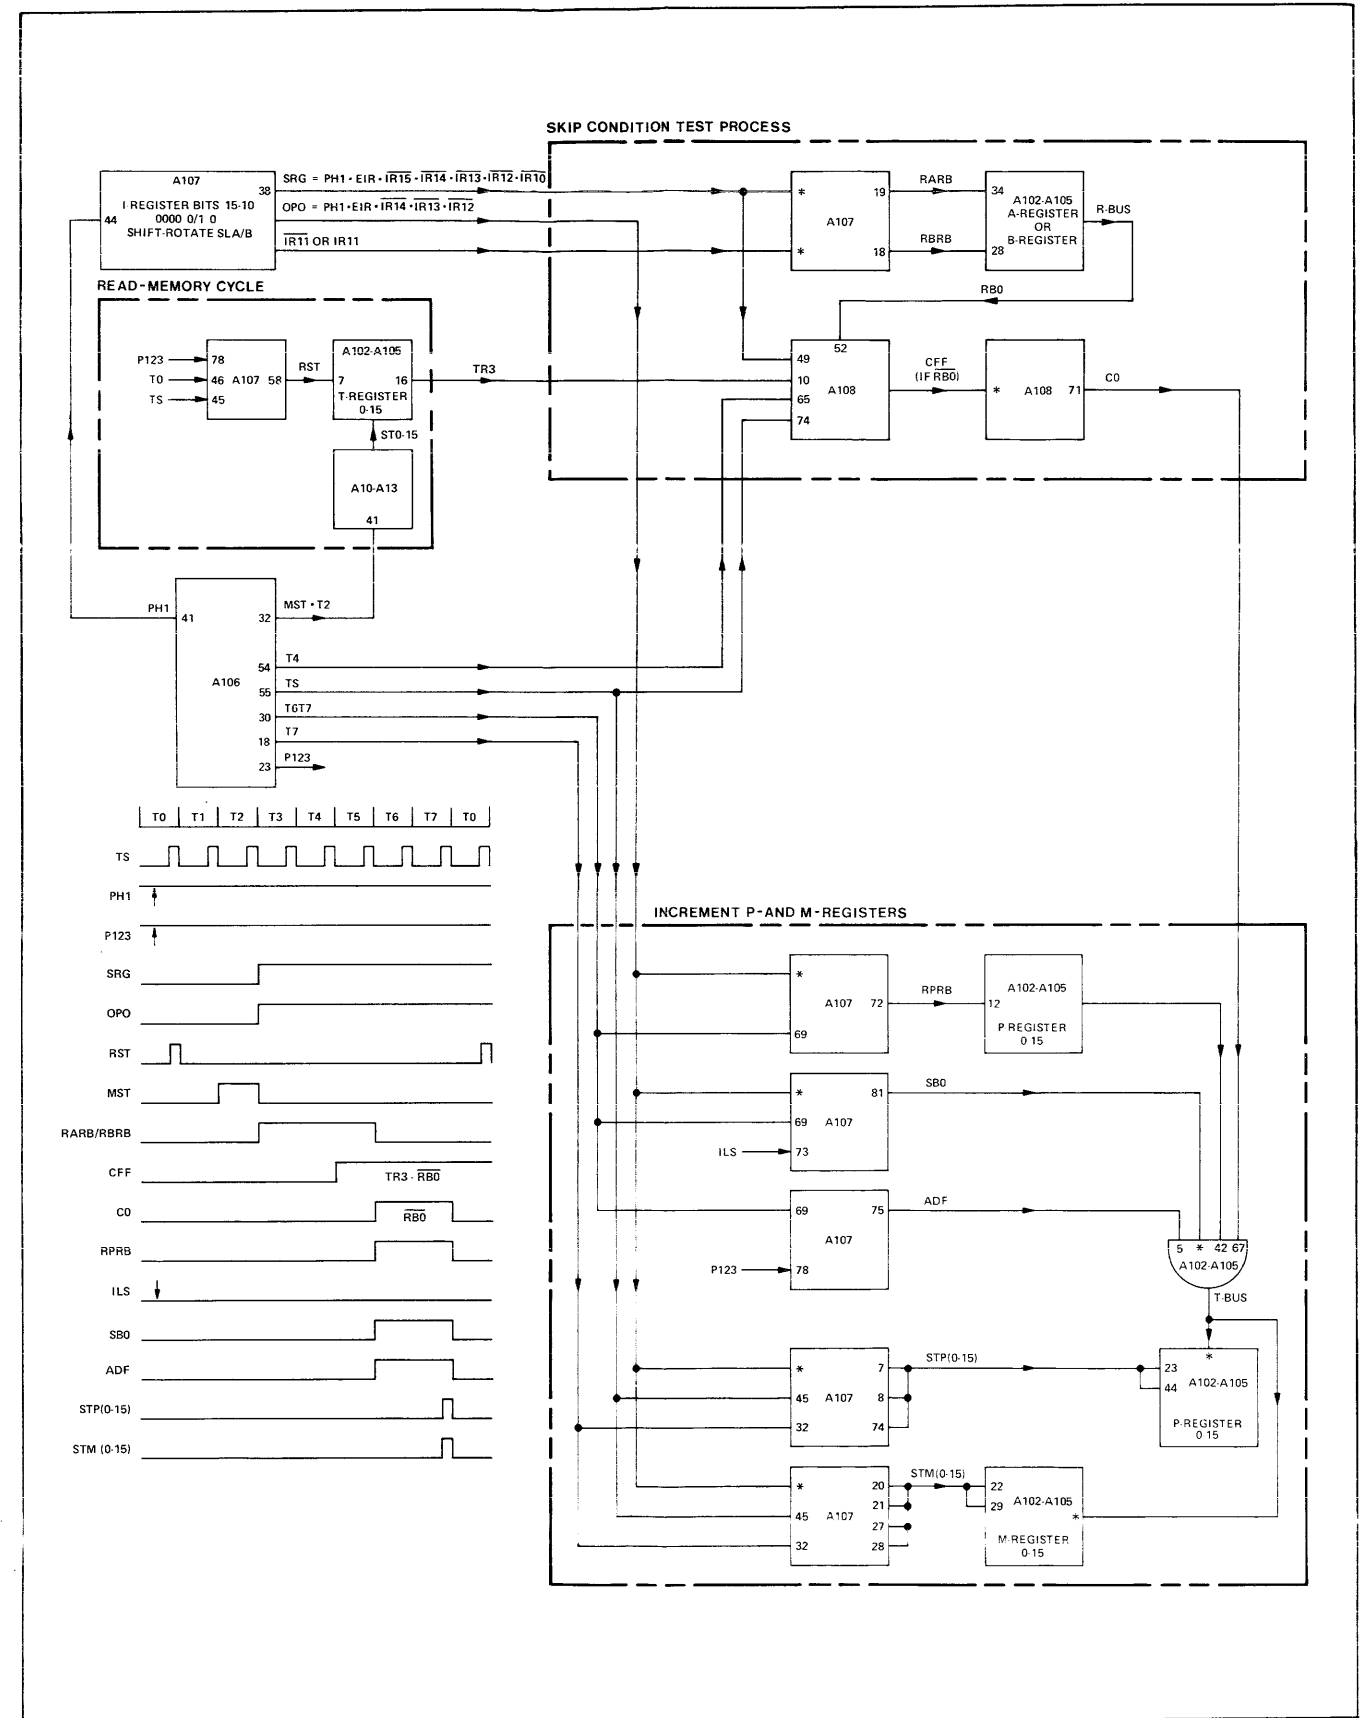 SKIP CONDITION TEST PROCESS
A107
38
I-REGISTER BITS 15-10
0000 0/1 0
SHIFT-ROTATE SLA/B
44
SRG = PH1 • EIR • IR15 • IR14 • IR13 • IR12 • IR10
OPO = PH1 • EIR • IR14 • IR13 • IR12
IR11 OR IR11
*
19
A107
*
18
RARB
RBRB
34
A102-A105
A-REGISTER
OR
B-REGISTER
28
R-BUS
RB0
READ-MEMORY CYCLE
P123
T0
TS
78
46
A107
58
45
RST
A102-A105
7
16
T-REGISTER
0-15
TR3
ST0-15
A10-A13
41
52
49
10
A108
65
74
CFF
(IF RB0)
*
A108
71
C0
PH1
41
32
MST • T2
54
T4
A106
55
TS
30
T6T7
18
T7
23
P123
T0 T1 T2 T3 T4 T5 T6 T7 T0
TS
PH1
P123
SRG
OPO
RST
MST
RARB/RBRB
CFF
TR3 - RB0
C0
RB0
RPRB
ILS
SB0
ADF
STP(0-15)
STM (0-15)
INCREMENT P-AND M-REGISTERS
*
A107
72
69
RPRB
A102-A105
12
P-REGISTER
0-15
*
81
69
A107
ILS
73
SB0
69
75
A107
P123
78
ADF
5 * 42 67
A102-A105
T-BUS
*
7
45
A107
8
32
74
STP(0-15)
*
23
A102-A105
44
P-REGISTER
0-15
*
20
21
45
A107
27
32
28
STM(0-15)
22
29
A102-A105
*
M-REGISTER
0-15